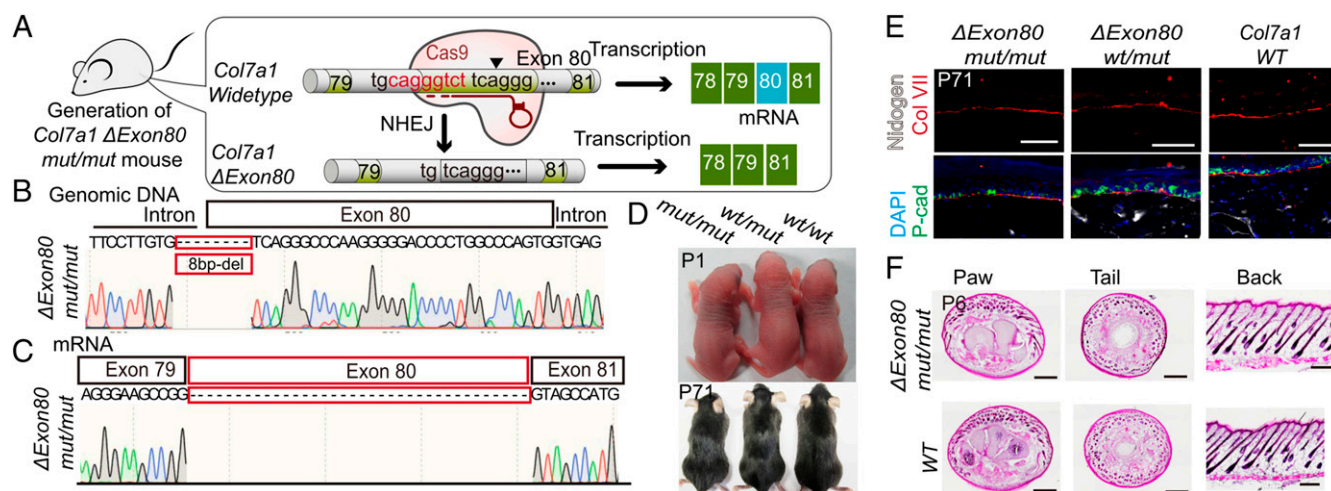 A
Generation of
Col7a1 ΔExon80
mut/mut mouse
Col7a1
Widetype
Cas9
Exon 80
79
tgcagggtct tcaggg ...
81
Transcription
78 79 80 81
mRNA
NHEJ
Col7a1
ΔExon80
79
tg tcaggg...
81
Transcription
78 79 81
B
Genomic DNA
Intron
Exon 80
Intron
ΔExon80
mut/mut
TTCCTTGTG---------TCAGGGCCCAAGGGGGACCCCTGGCCCAGTGGTGAG
8bp-del
C
mRNA
Exon 79
Exon 80
Exon 81
ΔExon80
mut/mut
AGGGAAGCCGG
GTAGCCATG
D
mut/mut
wt/mut
wt/wt
P1
P71
E
ΔExon80
mut/mut
ΔExon80
wt/mut
Col7a1
WT
P71
Nidogen
Col VII
DAPI
P-cad
F
Paw
Tail
Back
ΔExon80
mut/mut
P6
WT